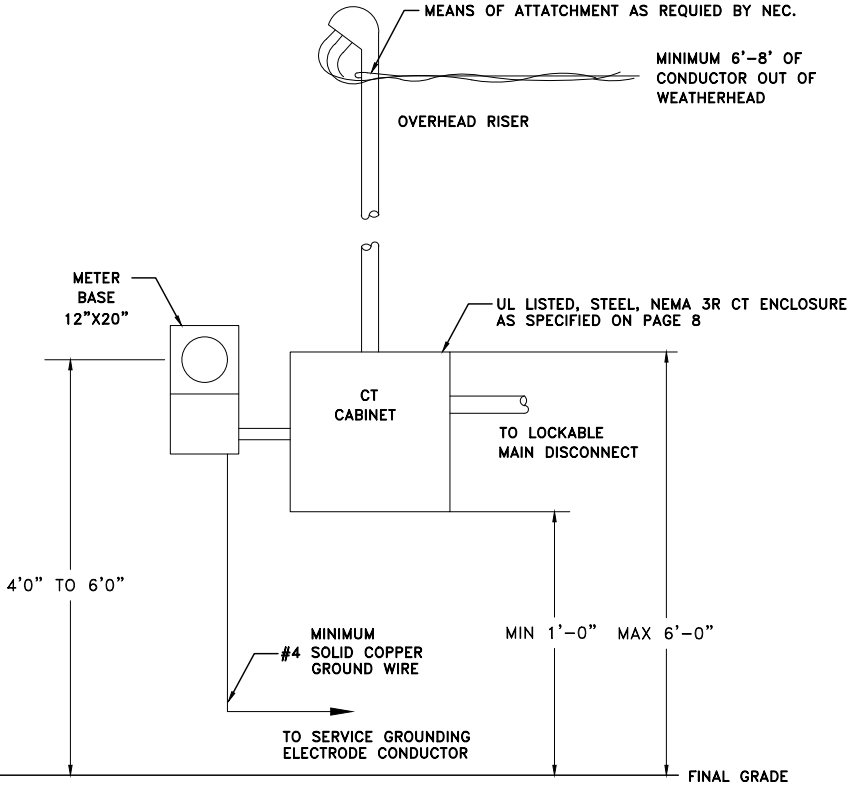 MEANS OF ATTATCHMENT AS REQUIED BY NEC.
MINIMUM 6'-8' OF
CONDUCTOR OUT OF
WEATHERHEAD
OVERHEAD RISER
METER
BASE
12"X20"
UL LISTED, STEEL, NEMA 3R CT ENCLOSURE
AS SPECIFIED ON PAGE 8
CT
CABINET
TO LOCKABLE
MAIN DISCONNECT
4'0" TO 6'0"
MINIMUM
#4 SOLID COPPER
GROUND WIRE
MIN 1'-0"
MAX 6'-0"
TO SERVICE GROUNDING
ELECTRODE CONDUCTOR
FINAL GRADE